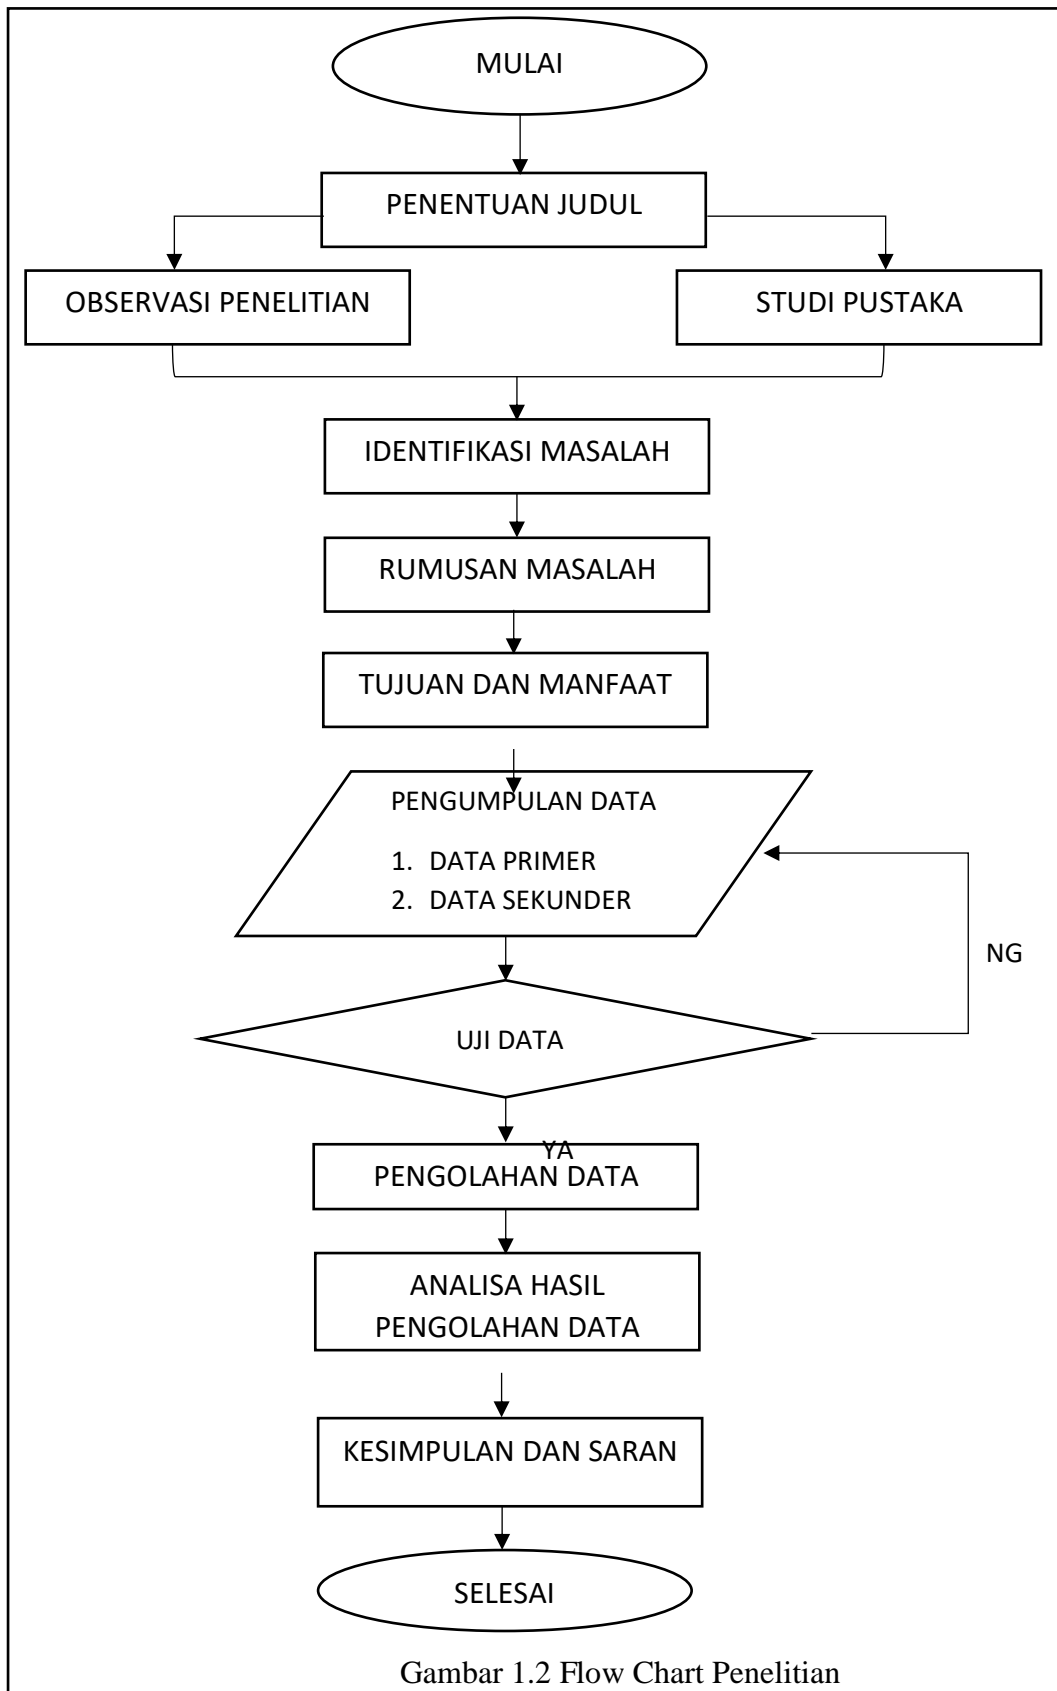 MULAI
PENENTUAN JUDUL
OBSERVASI PENELITIAN
STUDI PUSTAKA
IDENTIFIKASI MASALAH
RUMUSAN MASALAH
TUJUAN DAN MANFAAT
PENGUMPULAN DATA
1. DATA PRIMER
2. DATA SEKUNDER
NG
UJI DATA
YA
PENGOLAHAN DATA
ANALISA HASIL
PENGOLAHAN DATA
KESIMPULAN DAN SARAN
SELESAI
Gambar 1.2 Flow Chart Penelitian